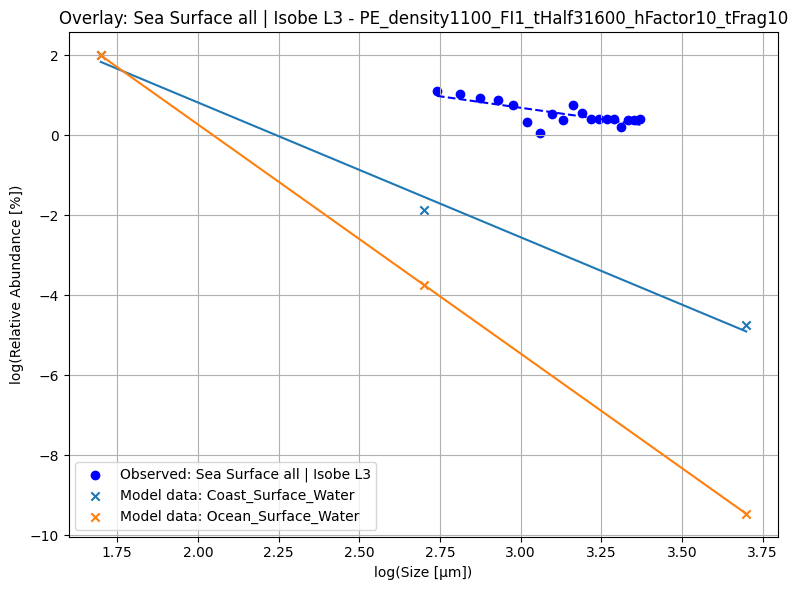 Overlay: Sea Surface all | Isobe L3 - PE_density1100_FI1_tHalf31600_hFactor10_tFrag10
log(Relative Abundance [%])
2
0
−2
−4
−6
−8
−10
Observed: Sea Surface all | Isobe L3
Model data: Coast_Surface_Water
Model data: Ocean_Surface_Water
1.75 2.00 2.25 2.50 2.75 3.00 3.25 3.50 3.75
log(Size [μm])